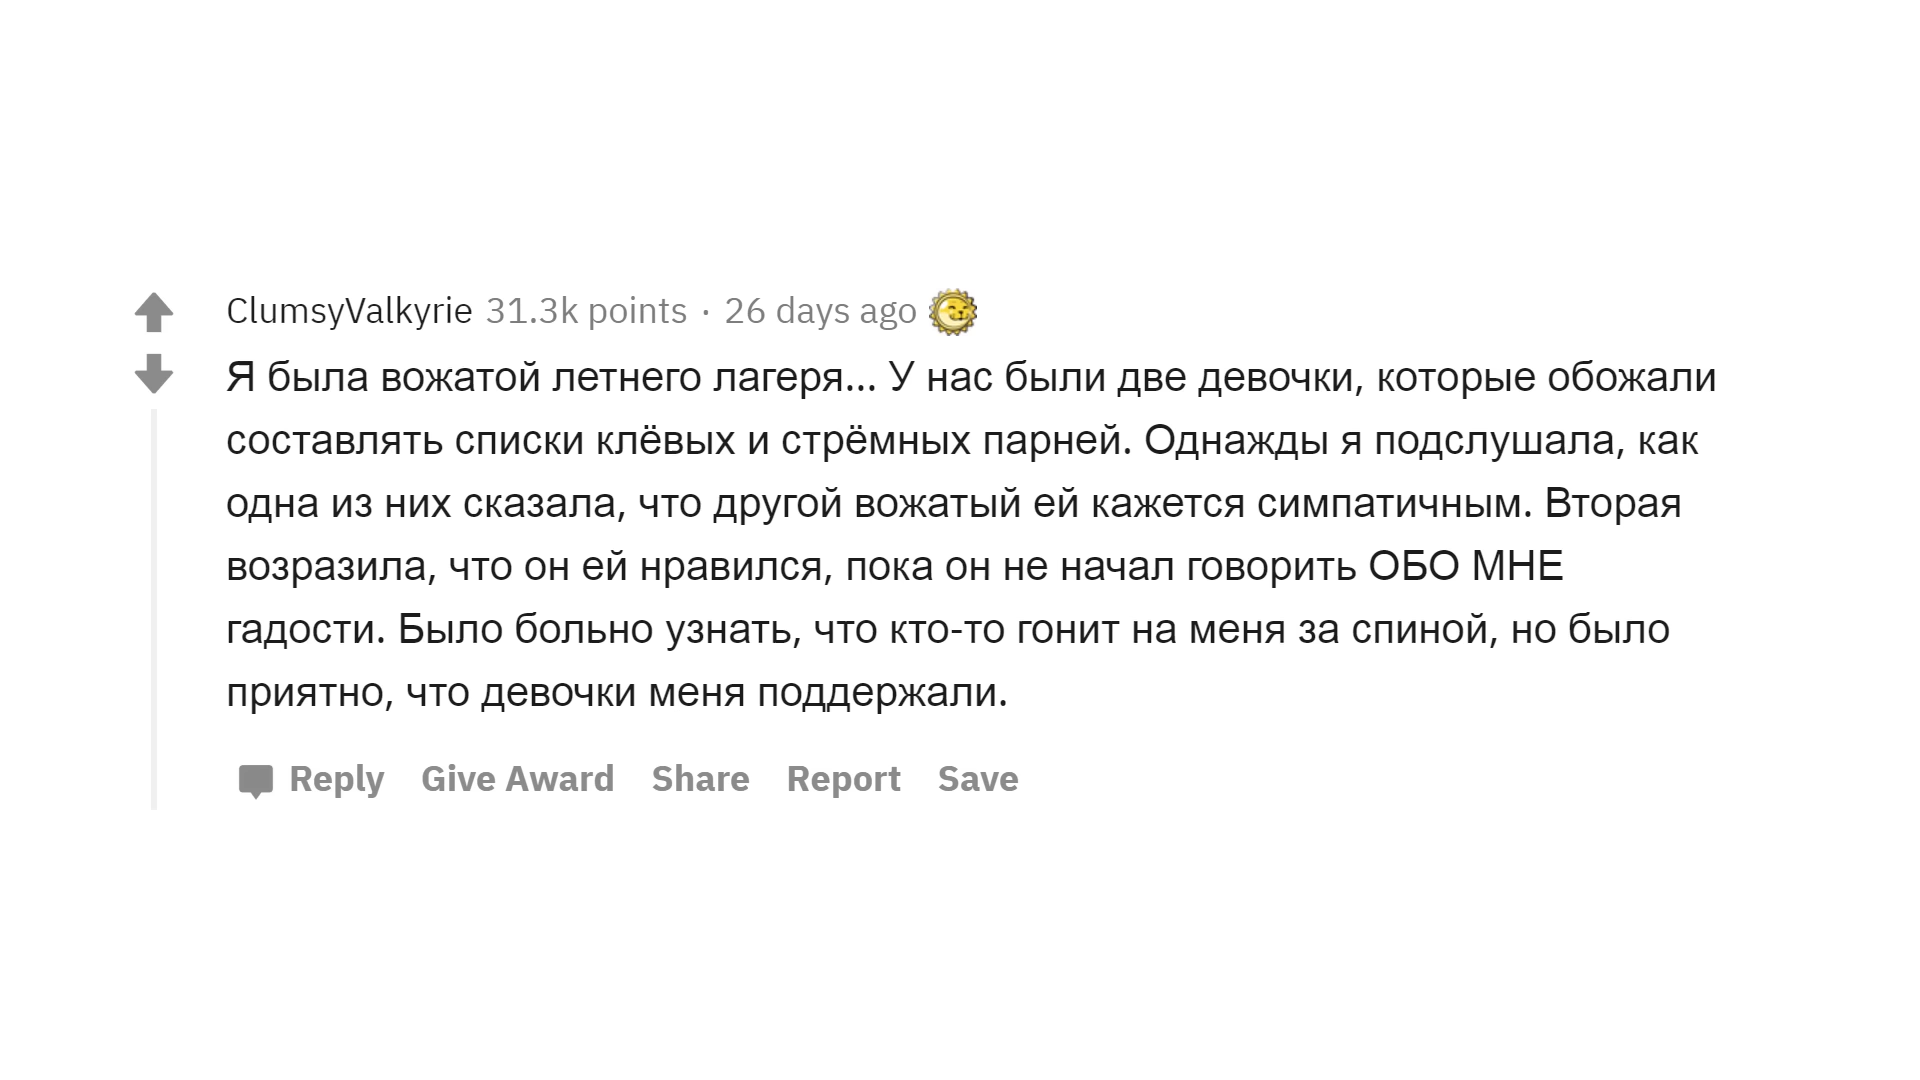 ClumsyValkyrie 31.3k points · 26 days ago
Я была вожатой летнего лагеря... У нас были две девочки, которые обожали
составлять списки клёвых и стрёмных парней. Однажды я подслушала, как
одна из них сказала, что другой вожатый ей кажется симпатичным. Вторая
возразила, что он ей нравился, пока он не начал говорить ОБО МНЕ
гадости. Было больно узнать, что кто-то гонит на меня за спиной, но было
приятно, что девочки меня поддержали.
Reply Give Award Share Report Save